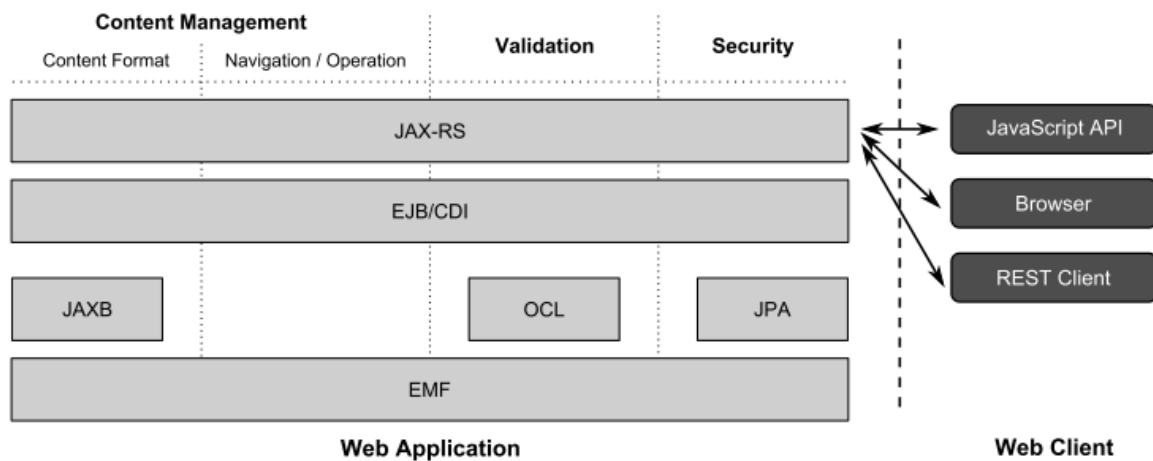 Content Management
Validation
Security
Content Format
Navigation / Operation
JAX-RS
JavaScript API
EJB/CDI
Browser
REST Client
JAXB
OCL
JPA
EMF
Web Application
Web Client